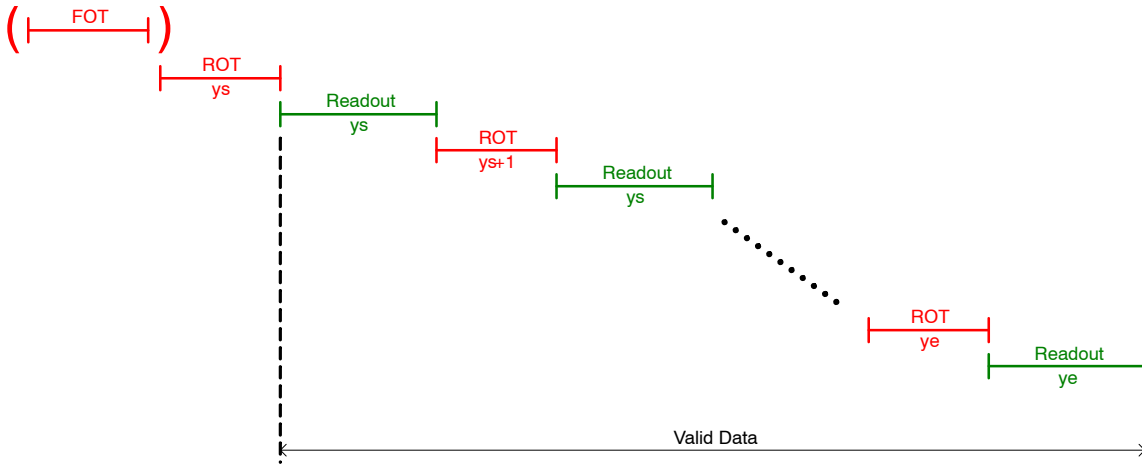 ( FOT )
ROT
ys
Readout
ys
ROT
ys+1
Readout
ys
ROT
ye
Readout
ye
Valid Data